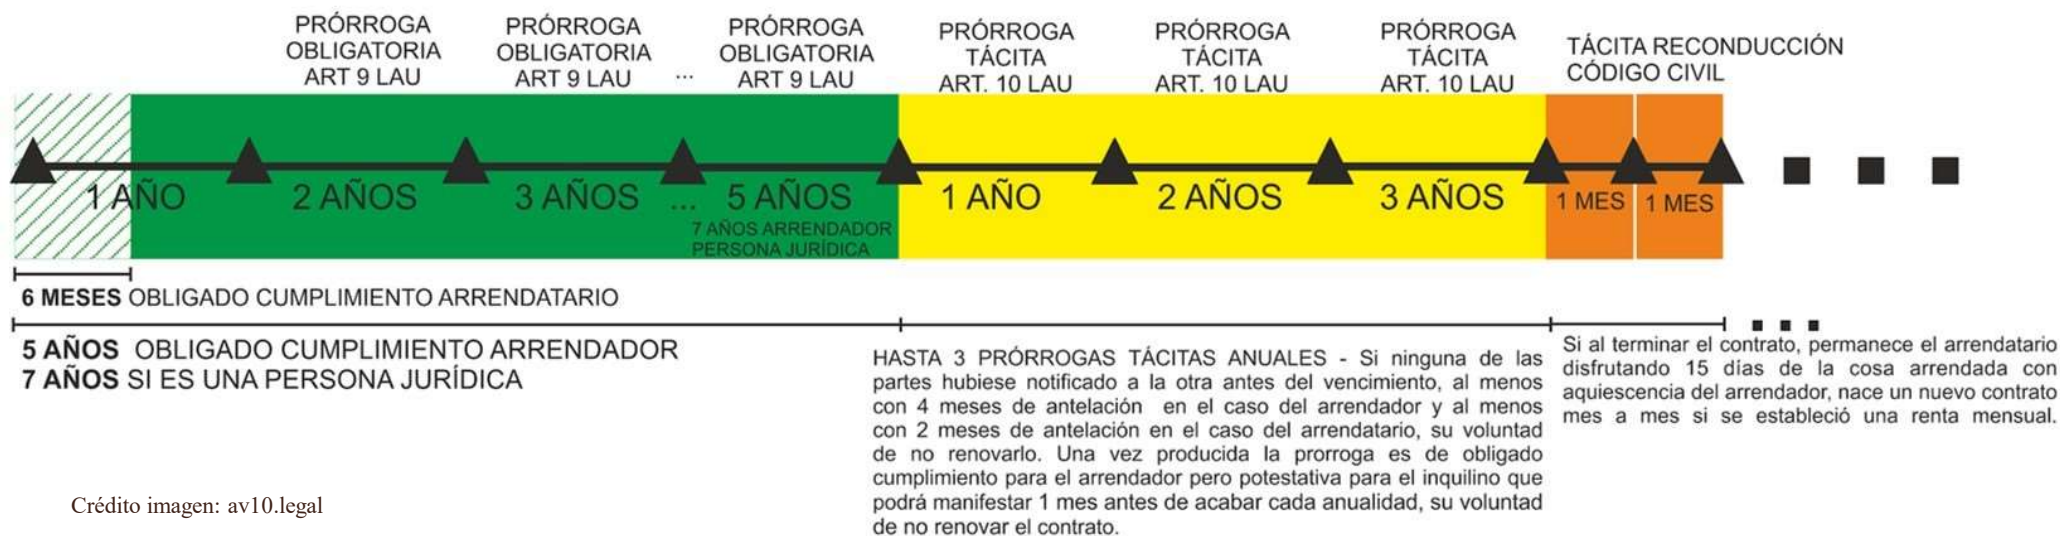 PRÓRROGA
OBLIGATORIA
ART 9 LAU
PRÓRROGA
OBLIGATORIA
ART 9 LAU
...
PRÓRROGA
OBLIGATORIA
ART 9 LAU
PRÓRROGA
TÁCITA
ART. 10 LAU
PRÓRROGA
TÁCITA
ART. 10 LAU
PRÓRROGA
TÁCITA
ART. 10 LAU
TÁCITA RECONDUCCIÓN
CÓDIGO CIVIL
1 AÑO
2 AÑOS
3 AÑOS
...
5 AÑOS
7 AÑOS ARRENDADOR
PERSONA JURÍDICA
1 AÑO
2 AÑOS
3 AÑOS
1 MES
1 MES
6 MESES OBLIGADO CUMPLIMIENTO ARRENDATARIO
5 AÑOS OBLIGADO CUMPLIMIENTO ARRENDADOR
7 AÑOS SI ES UNA PERSONA JURÍDICA
HASTA 3 PRÓRROGAS TÁCITAS ANUALES - Si ninguna de las
partes hubiese notificado a la otra antes del vencimiento, al menos
con 4 meses de antelación en el caso del arrendador y al menos
con 2 meses de antelación en el caso del arrendatario, su voluntad
de no renovarlo. Una vez producida la prorroga es de obligado
cumplimiento para el arrendador pero potestativa para el inquilino que
podrá manifestar 1 mes antes de acabar cada anualidad, su voluntad
de no renovar el contrato.
Si al terminar el contrato, permanece el arrendatario
disfrutando 15 días de la cosa arrendada con
aquiescencia del arrendador, nace un nuevo contrato
mes a mes si se estableció una renta mensual.
Crédito imagen: av10.legal